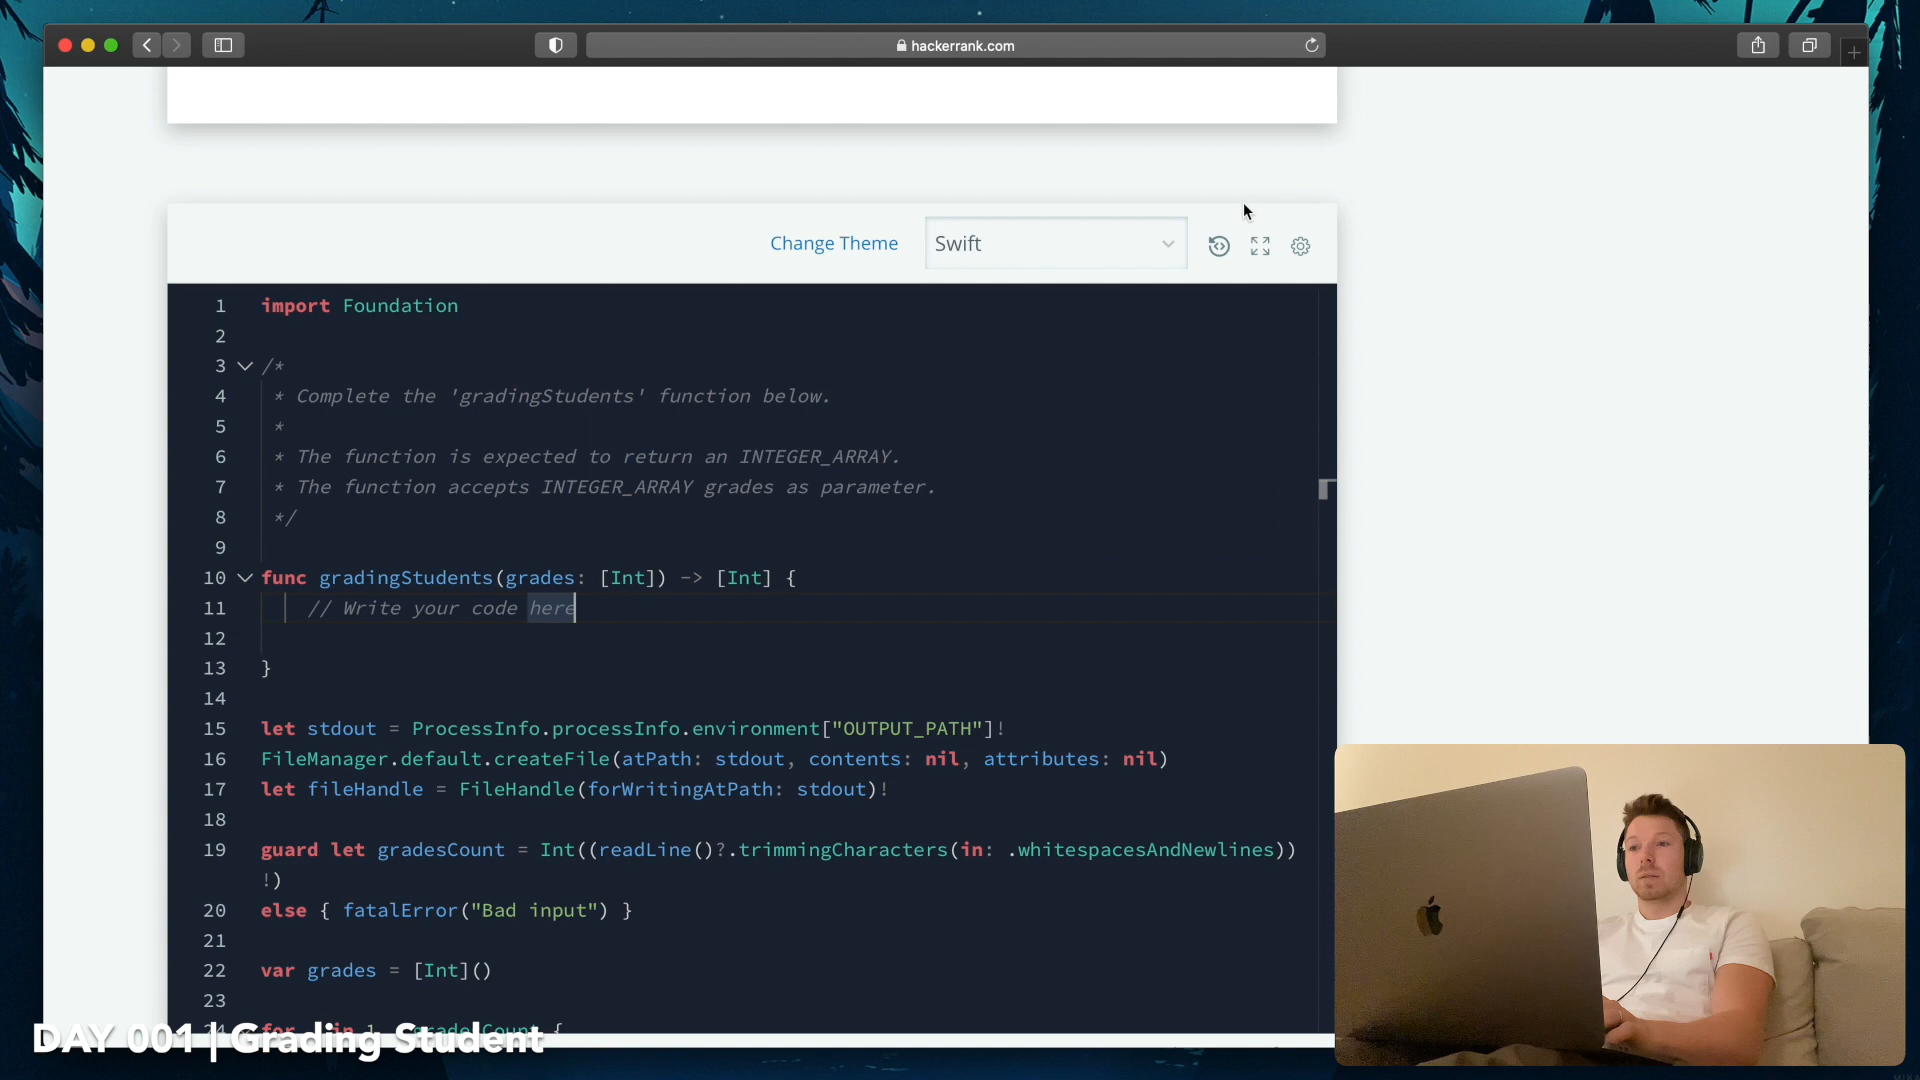 hackerrank.com
Change Theme
Swift
1 import Foundation
2
3 /*
4 * Complete the 'gradingStudents' function below.
5 *
6 * The function is expected to return an INTEGER_ARRAY.
7 * The function accepts INTEGER_ARRAY grades as parameter.
8 */
9
10 func gradingStudents(grades: [Int]) -> [Int] {
11 // Write your code here
12
13 }
14
15 let stdout = ProcessInfo.processInfo.environment["OUTPUT_PATH"]!
16 FileManager.default.createFile(atPath: stdout, contents: nil, attributes: nil)
17 let fileHandle = FileHandle(forWritingAtPath: stdout)!
18
19 guard let gradesCount = Int((readLine()?.trimmingCharacters(in: .whitespacesAndNewlines))
!)
20 else { fatalError("Bad input") }
21
22 var grades = [Int]()
23
DAY 001 | Grading Student